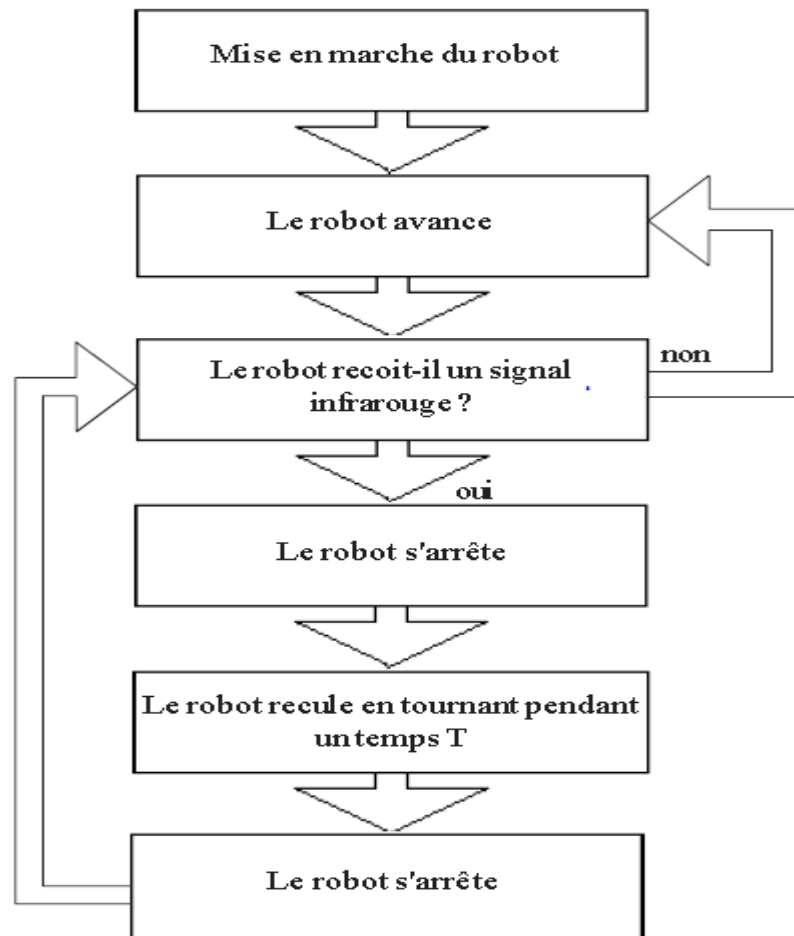 Mise en marche du robot
Le robot avance
Le robot recoit-il un signal
infrarouge ?
non
oui
Le robot s'arrête
Le robot recule en tournant pendant
un temps T
Le robot s'arrête